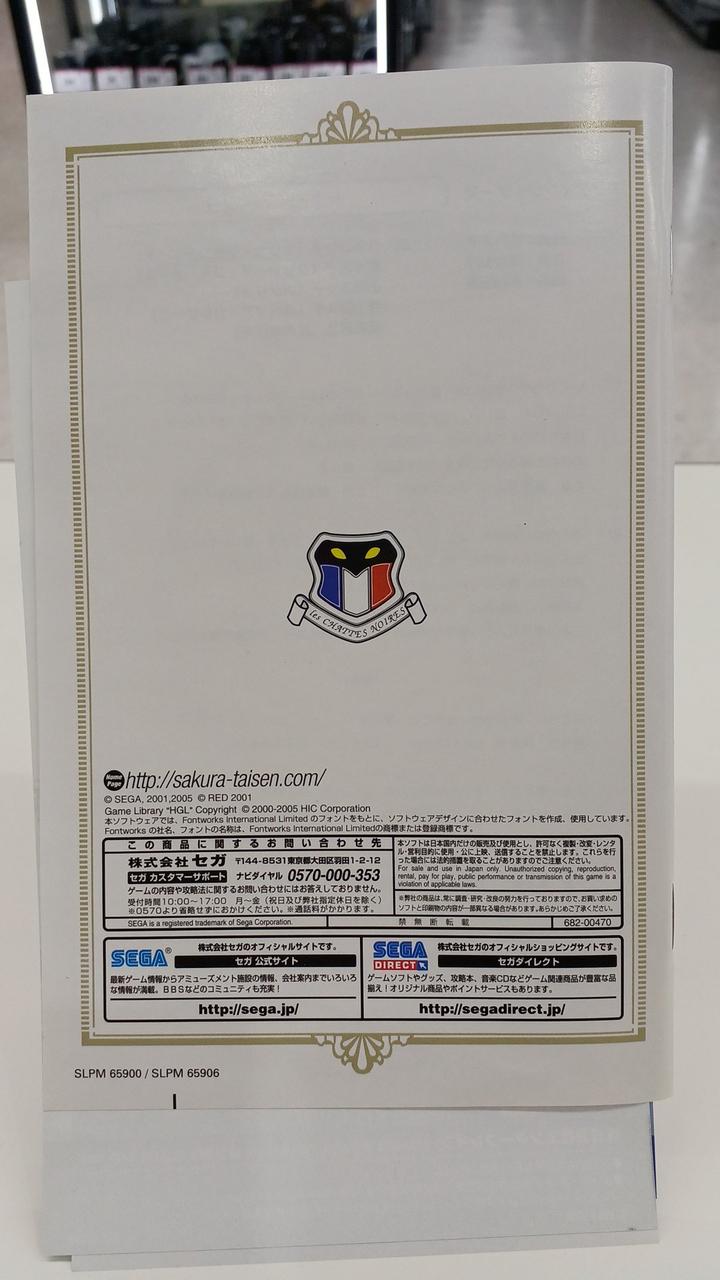 les CHATTES NOIRES
Home Page http://sakura-taisen.com/
© SEGA, 2001,2005 © RED 2001
Game Library "HGL" Copyright © 2000-2005 HIC Corporation
本ソフトウェアでは、Fontworks International Limited のフォントをもとに、ソフトウェアデザインに合わせたフォントを作成、使用しています。
Fontworks の社名、フォントの名称は、Fontworks International Limitedの商標または登録商標です。
この商品に関するお問い合わせ先
株式会社セガ 〒144-8531東京都大田区羽田1-2-12
セガ カスタマーサポート ナビダイヤル 0570-000-353
ゲームの内容や攻略法に関するお問い合わせにはお答えしておりません。
受付時間10:00〜17:00 月〜金（祝日及び弊社指定休日を除く）
※0570より省略せずにおかけください。※通話料がかかります。
本ソフトは日本国内だけの販売及び使用とし、許可なく複製・改変・レンタ
ル・営利目的に使用・公に上映、送信することを禁止します。これらを行
った場合には法的措置を取ることがありますのでご注意ください。
For sale and use in Japan only. Unauthorized copying, reproduction,
rental, pay for play, public performance or transmission of this game is a
violation of applicable laws.
※弊社の商品は、常に調査・研究・改良の努力を行っておりますので、お買い求めの
ソフトと印刷物の内容が一部異なる場合があります。あらかじめご了承ください。
SEGA is a registered trademark of Sega Corporation.
禁無断転載
682-00470
SEGA® 株式会社セガのオフィシャルサイトです。
セガ 公式サイト
最新ゲーム情報からアミューズメント施設の情報、会社案内までいろいろ
な情報が満載。BBSなどのコミュニティも充実！
http://sega.jp/
SEGA DIRECT 株式会社セガのオフィシャルショッピングサイトです。
セガダイレクト
ゲームソフトやグッズ、攻略本、音楽CDなどゲーム関連商品が豊富な品
揃え！オリジナル商品やポイントサービスもあります。
http://segadirect.jp/
SLPM 65900 / SLPM 65906